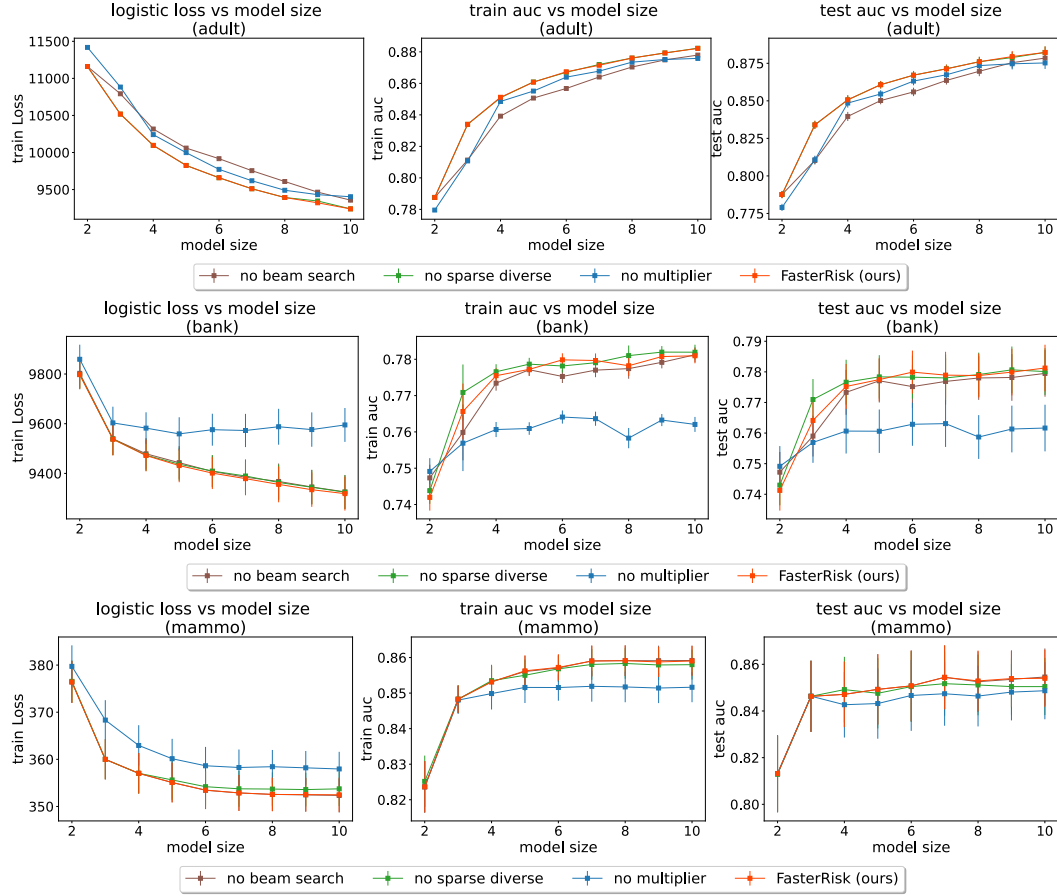 logistic loss vs model size
(adult)
train auc vs model size
(adult)
test auc vs model size
(adult)
11500
11000
10500
10000
9500
train Loss
2 4 6 8 10
model size
0.88
0.86
0.84
0.82
0.80
0.78
train auc
2 4 6 8 10
model size
0.875
0.850
0.825
0.800
0.775
test auc
2 4 6 8 10
model size
no beam search no sparse diverse no multiplier FasterRisk (ours)
logistic loss vs model size
(bank)
train auc vs model size
(bank)
test auc vs model size
(bank)
9800
9600
9400
train Loss
2 4 6 8 10
model size
0.78
0.77
0.76
0.75
0.74
train auc
2 4 6 8 10
model size
0.79
0.78
0.77
0.76
0.75
0.74
test auc
2 4 6 8 10
model size
no beam search no sparse diverse no multiplier FasterRisk (ours)
logistic loss vs model size
(mammo)
train auc vs model size
(mammo)
test auc vs model size
(mammo)
380
370
360
350
train Loss
2 4 6 8 10
model size
0.86
0.85
0.84
0.83
0.82
train auc
2 4 6 8 10
model size
0.86
0.84
0.82
0.80
test auc
2 4 6 8 10
model size
no beam search no sparse diverse no multiplier FasterRisk (ours)